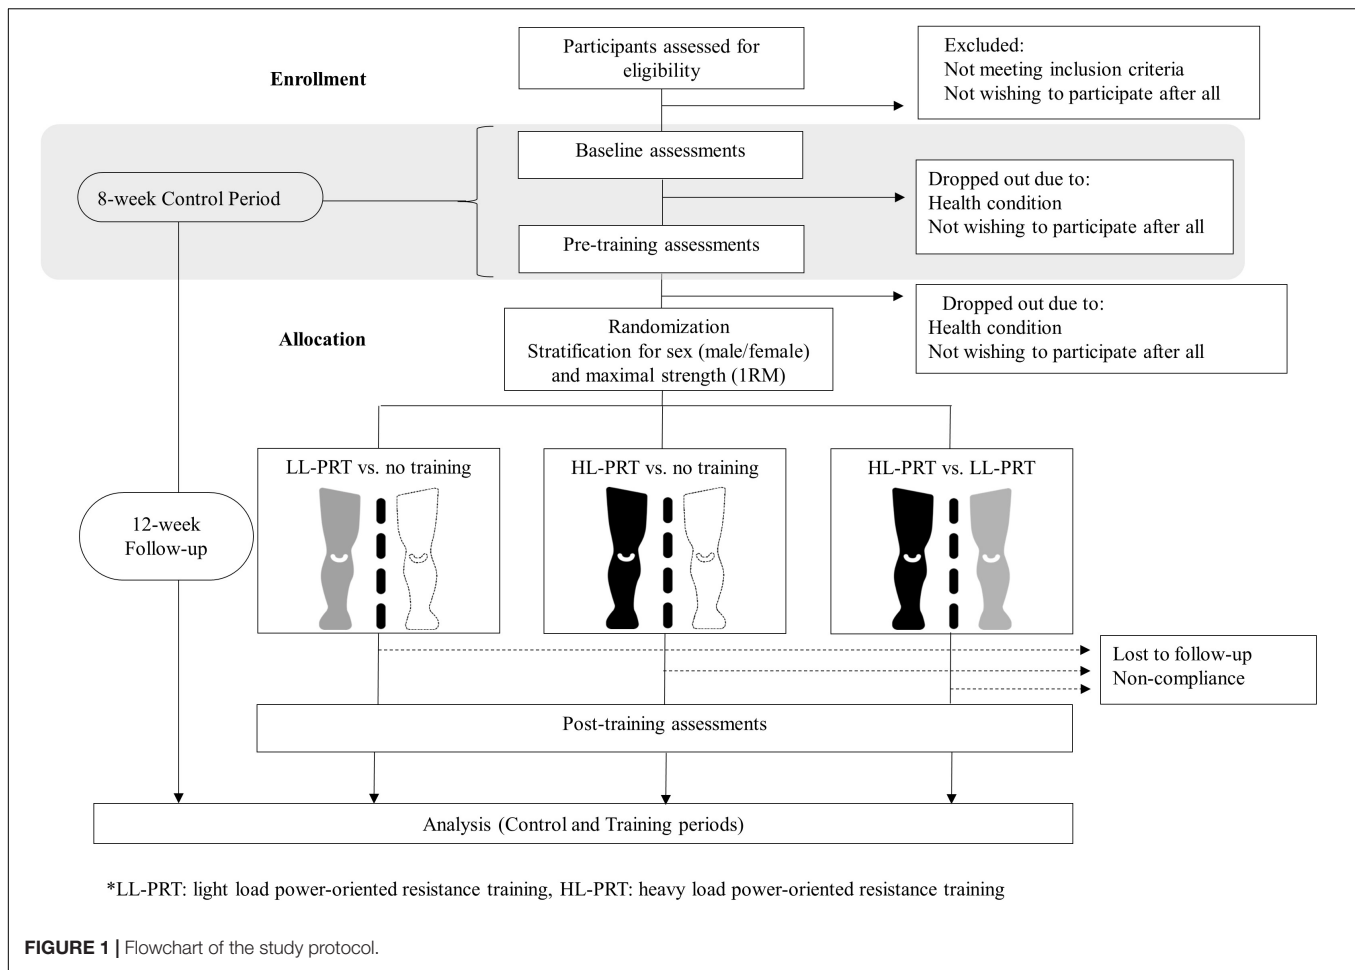 Participants assessed for
eligibility
Excluded:
Not meeting inclusion criteria
Not wishing to participate after all
Enrollment
Baseline assessments
8-week Control Period
Dropped out due to:
Health condition
Not wishing to participate after all
Pre-training assessments
Dropped out due to:
Health condition
Not wishing to participate after all
Allocation
Randomization
Stratification for sex (male/female)
and maximal strength (1RM)
LL-PRT vs. no training
HL-PRT vs. no training
HL-PRT vs. LL-PRT
12-week
Follow-up
Lost to follow-up
Non-compliance
Post-training assessments
Analysis (Control and Training periods)
*LL-PRT: light load power-oriented resistance training, HL-PRT: heavy load power-oriented resistance training
FIGURE 1 | Flowchart of the study protocol.